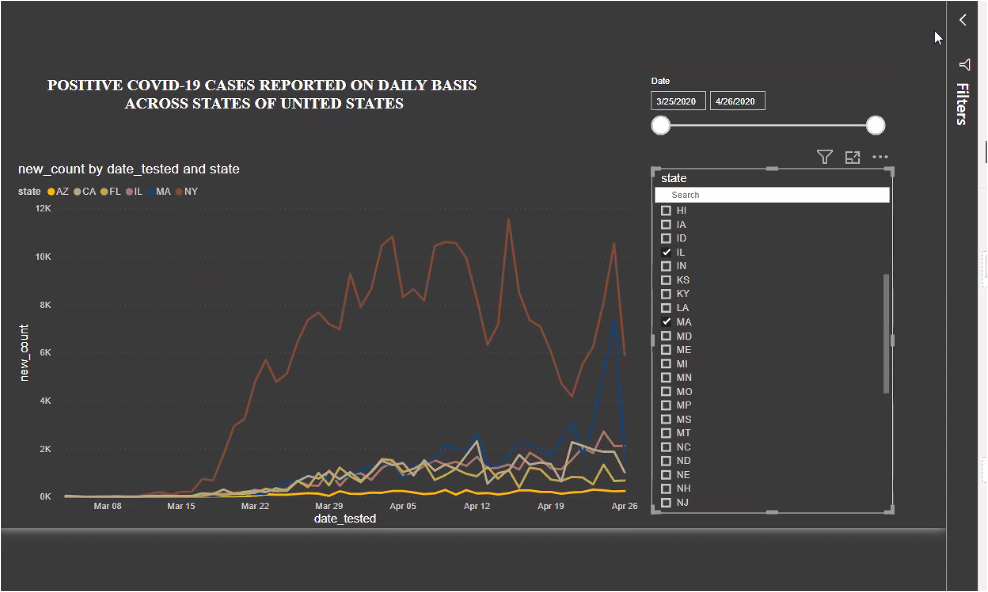 POSITIVE COVID-19 CASES REPORTED ON DAILY BASIS
ACROSS STATES OF UNITED STATES
Date
3/25/2020 4/26/2020
Filters
new_count by date_tested and state
state AZ CA FL IL MA NY
12K
10K
8K
6K
4K
2K
0K
new_count
Mar 08 Mar 15 Mar 22 Mar 29 Apr 05 Apr 12 Apr 19 Apr 26
date_tested
state
Search
HI
IA
ID
IL
IN
KS
KY
LA
MA
MD
ME
MI
MN
MO
MP
MS
MT
NC
ND
NE
NH
NJ